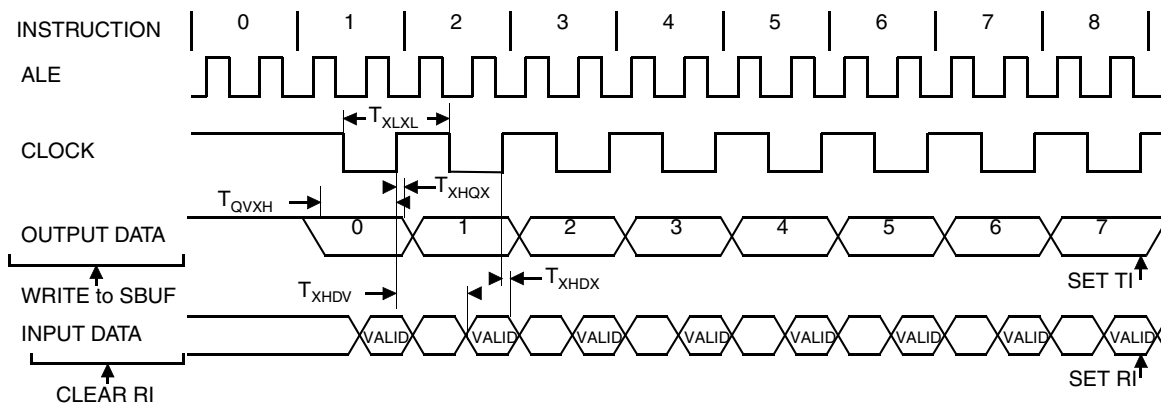 INSTRUCTION 0 1 2 3 4 5 6 7 8
ALE
TXLXL
CLOCK
TXHQX
TQVXH
OUTPUT DATA 0 1 2 3 4 5 6 7
TXHDX SET TI
WRITE to SBUF TXHDV
INPUT DATA VALID VALID VALID VALID VALID VALID VALID VALID
SET RI
CLEAR RI